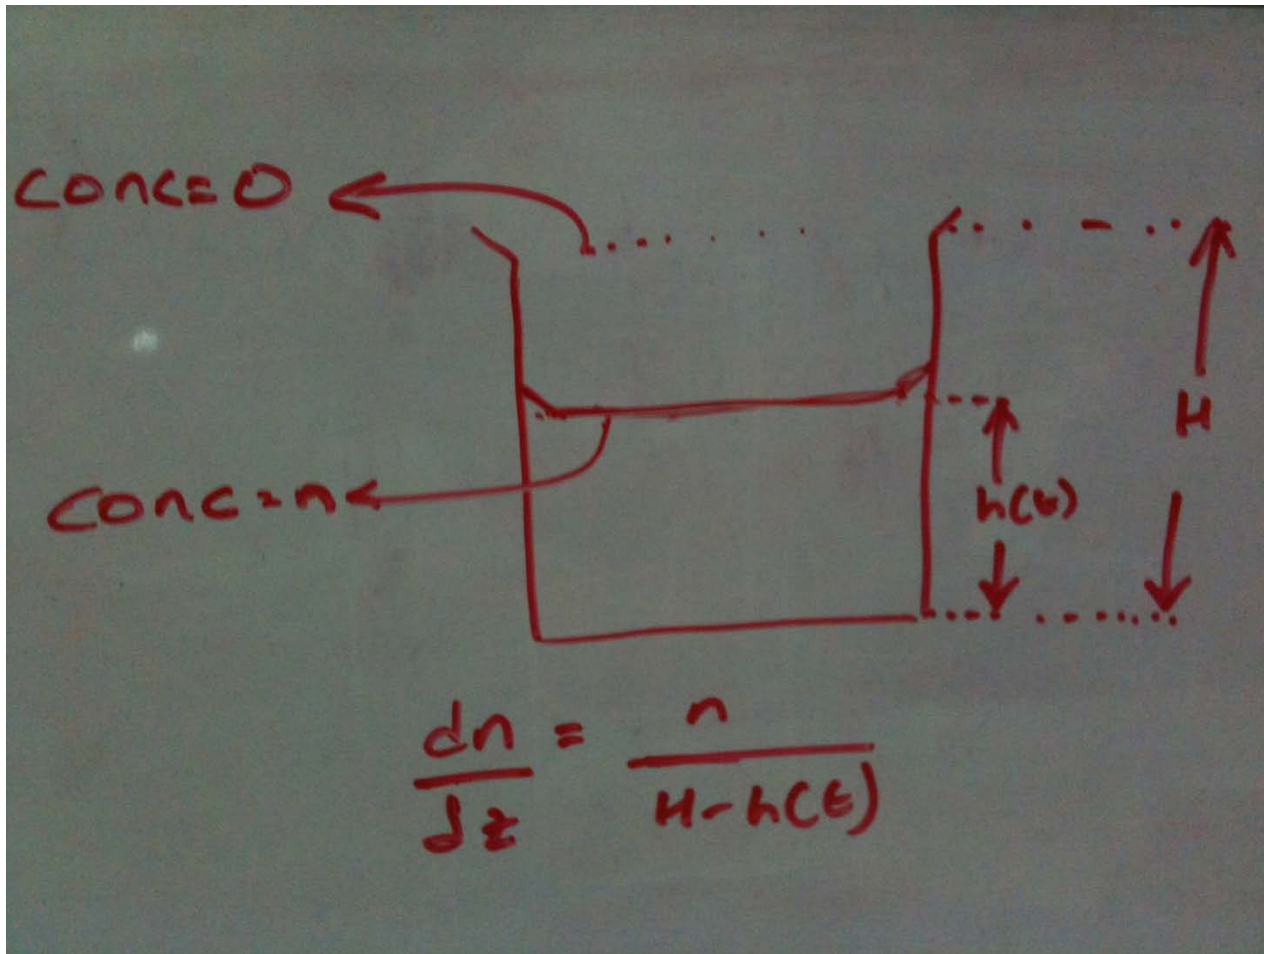 conc=0
H
conc=n
h(t)
dn/dz = n/(H-h(t))